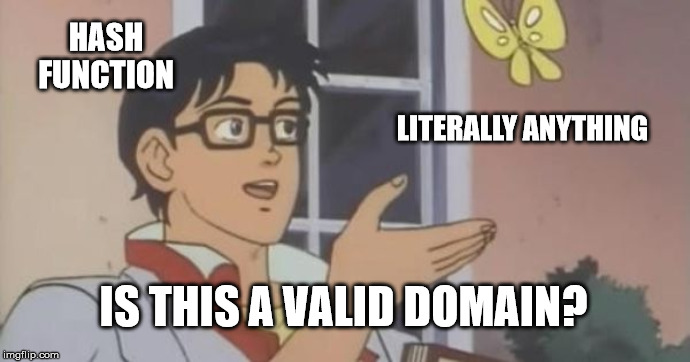 HASH
FUNCTION
LITERALLY ANYTHING
IS THIS A VALID DOMAIN?
imgflip.com